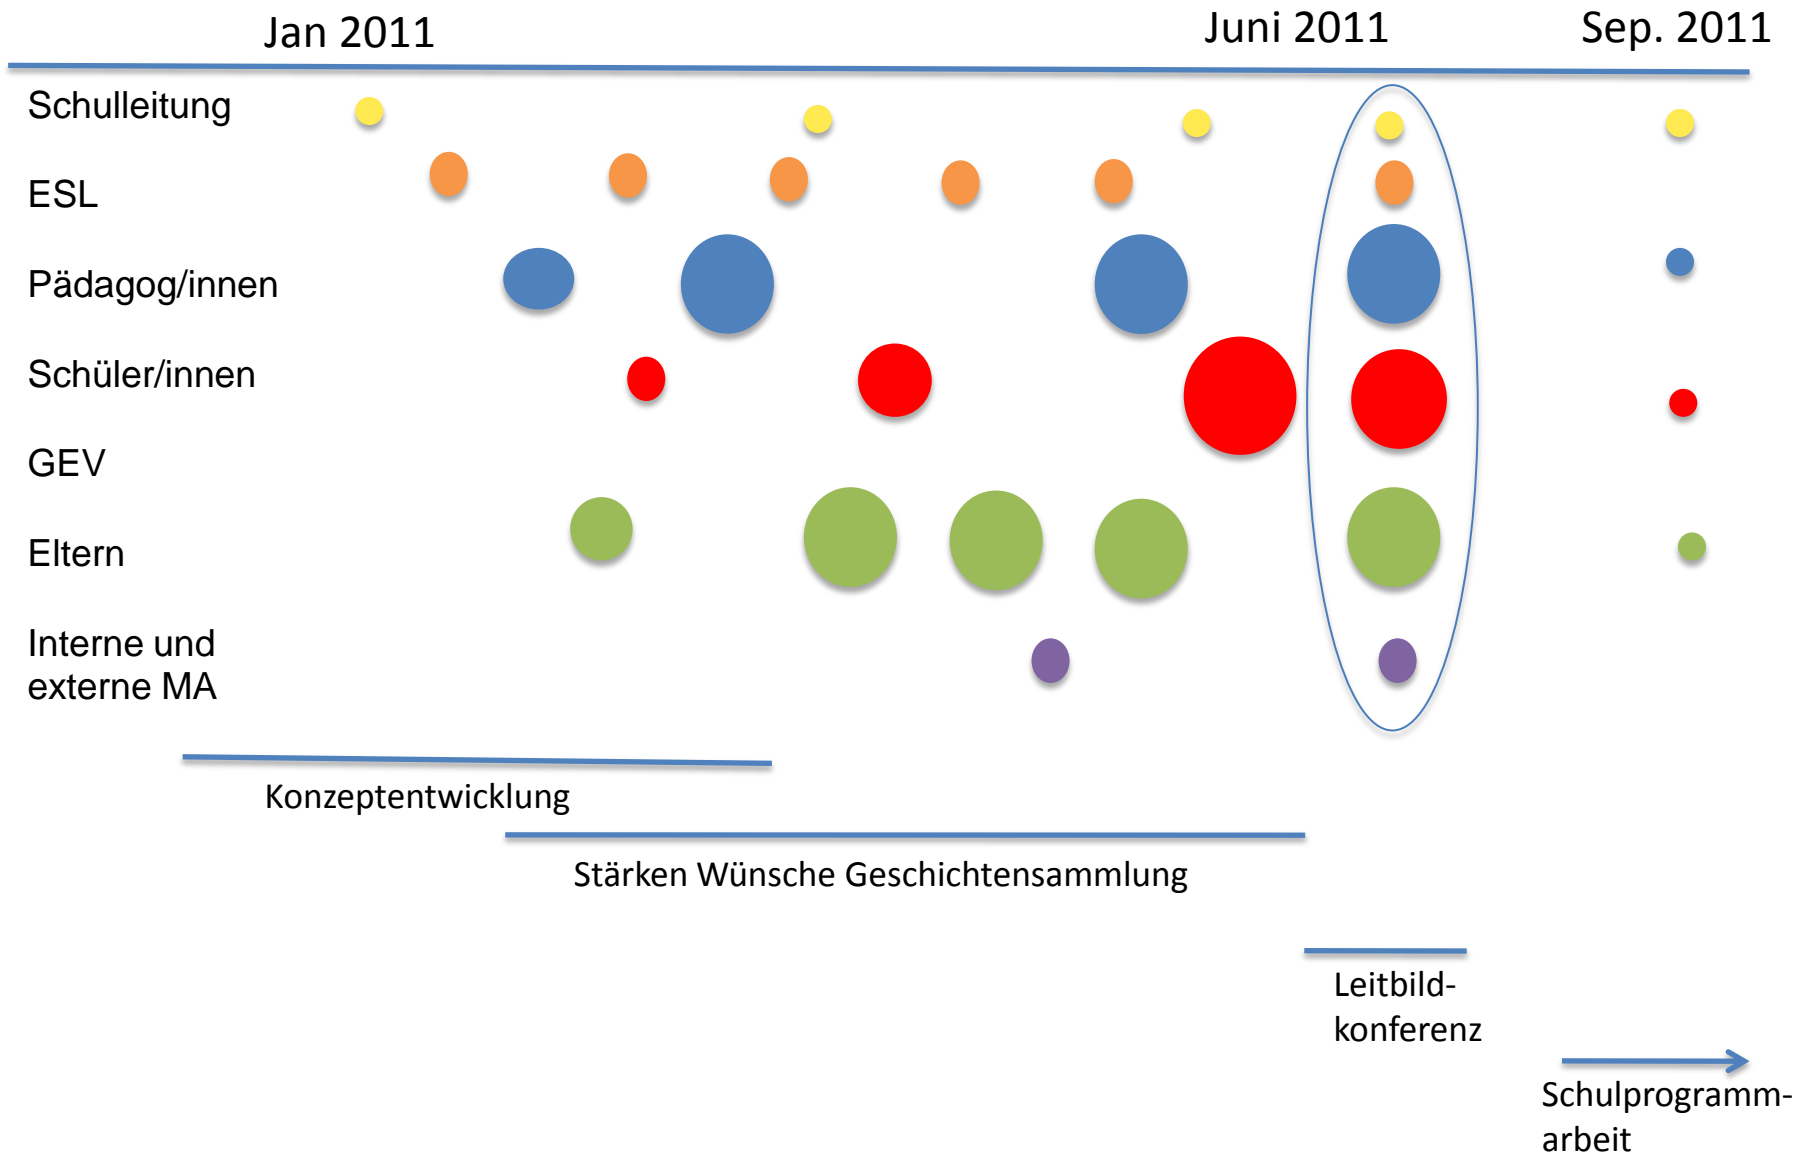 Jan 2011
Juni 2011
Sep. 2011
Schulleitung
ESL
Pädagog/innen
Schüler/innen
GEV
Eltern
Interne und
externe MA
Konzeptentwicklung
Stärken Wünsche Geschichtensammlung
Leitbild-
konferenz
Schulprogramm-
arbeit